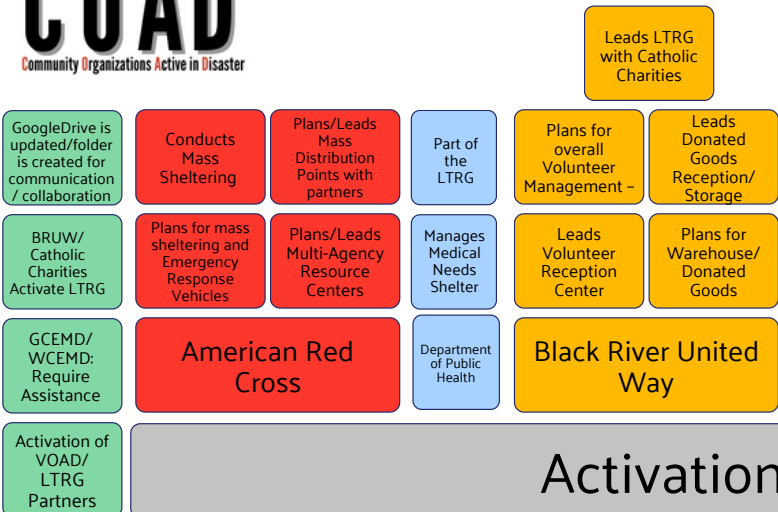 COAD
Community Organizations Active in Disaster
Leads LTRG
with Catholic
Charities
GoogleDrive is
updated/folder
is created for
communication
/ collaboration
Conducts
Mass
Sheltering
Plans/Leads
Mass
Distribution
Points with
partners
Part of
the
LTRG
Plans for
overall
Volunteer
Management –
Leads
Donated
Goods
Reception/
Storage
BRUW/
Catholic
Charities
Activate LTRG
Plans for mass
sheltering and
Emergency
Response
Vehicles
Plans/Leads
Multi-Agency
Resource
Centers
Manages
Medical
Needs
Shelter
Leads
Volunteer
Reception
Center
Plans for
Warehouse/
Donated
Goods
GCEMD/
WCEMD:
Require
Assistance
American Red
Cross
Department
of Public
Health
Black River United
Way
Activation of
VOAD/
LTRG
Partners
Activation